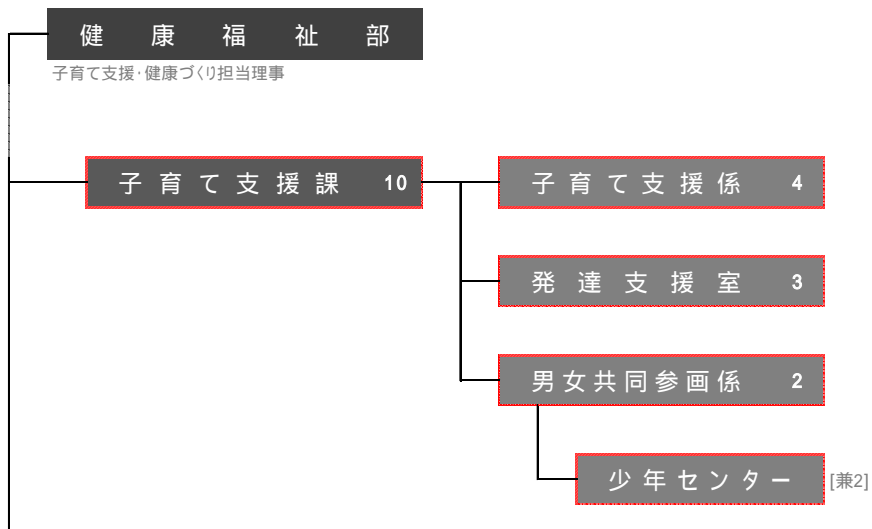 健康福祉部
子育て支援・健康づくり担当理事
子育て支援課 10
子育て支援係 4
発達支援室 3
男女共同参画係 2
少年センター [兼2]